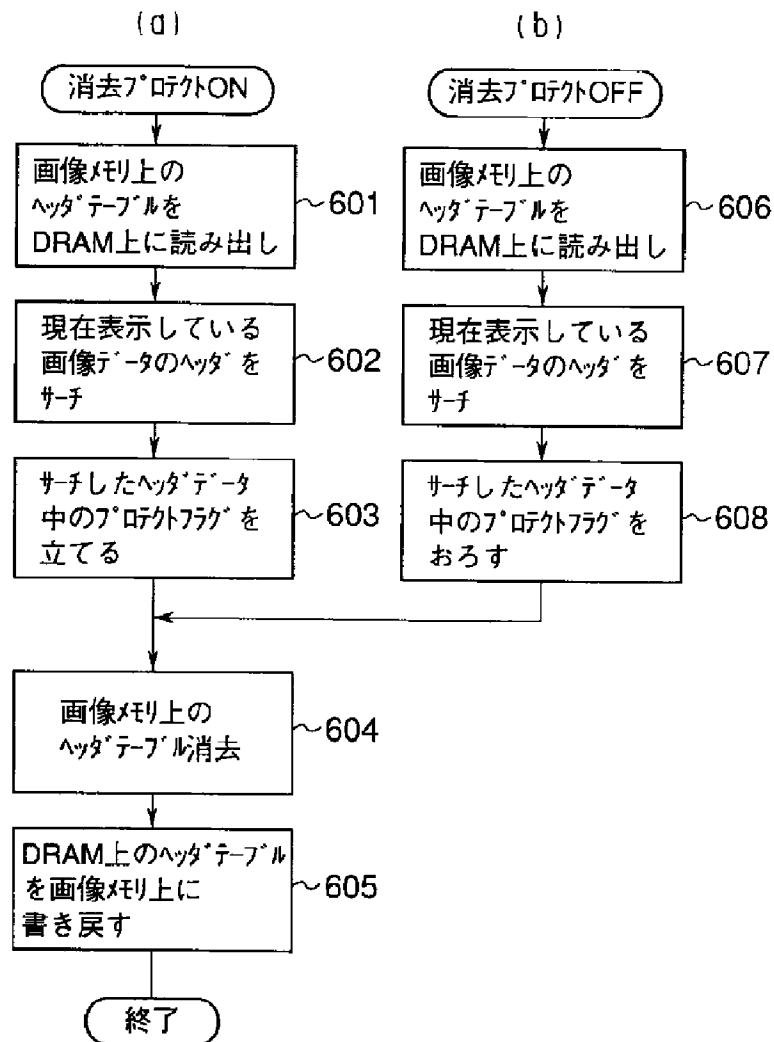 (a)
消去プロテクトON
画像メモリ上の
ヘッダテーブルを
DRAM上に読み出し
601
現在表示している
画像データのヘッダを
サーチ
602
サーチしたヘッダデータ
中のプロテクトフラグを
立てる
603
画像メモリ上の
ヘッダテーブル消去
604
DRAM上のヘッダテーブル
を画像メモリ上に
書き戻す
605
終了
(b)
消去プロテクトOFF
画像メモリ上の
ヘッダテーブルを
DRAM上に読み出し
606
現在表示している
画像データのヘッダを
サーチ
607
サーチしたヘッダデータ
中のプロテクトフラグを
おろす
608